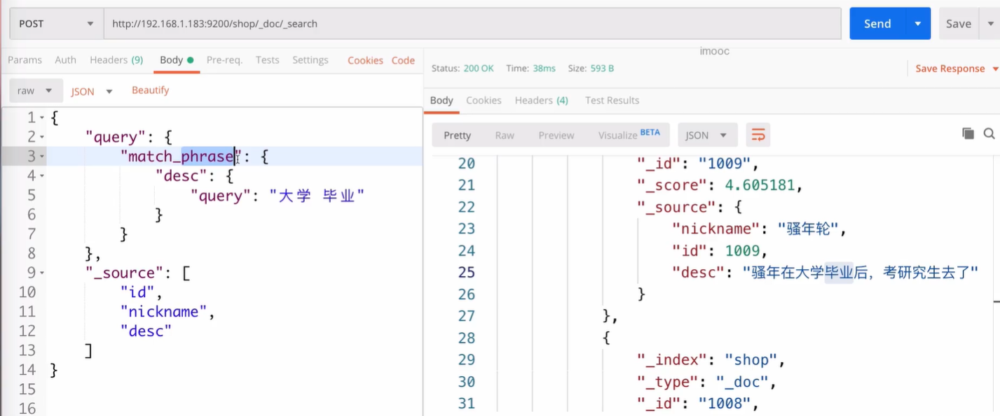 POST http://192.168.1.183:9200/shop/_doc/_search Send Save
imooc
Params Auth Headers (9) Body Pre-req. Tests Settings Cookies Code
raw JSON Beautify
1 {
2 "query": {
3 "match_phrase": {
4 "desc": {
5 "query": "大学 毕业"
6 }
7 }
8 },
9 "_source": [
10 "id",
11 "nickname",
12 "desc"
13 ]
14 }
15
16
Status: 200 OK Time: 38ms Size: 593 B Save Response
Body Cookies Headers (4) Test Results
Pretty Raw Preview Visualize BETA JSON
20 "_id": "1009",
21 "_score": 4.605181,
22 "_source": {
23 "nickname": "骚年轮",
24 "id": 1009,
25 "desc": "骚年在大学毕业后，考研究生去了"
26 }
27 },
28 {
29 "_index": "shop",
30 "_type": "_doc",
31 "_id": "1008",